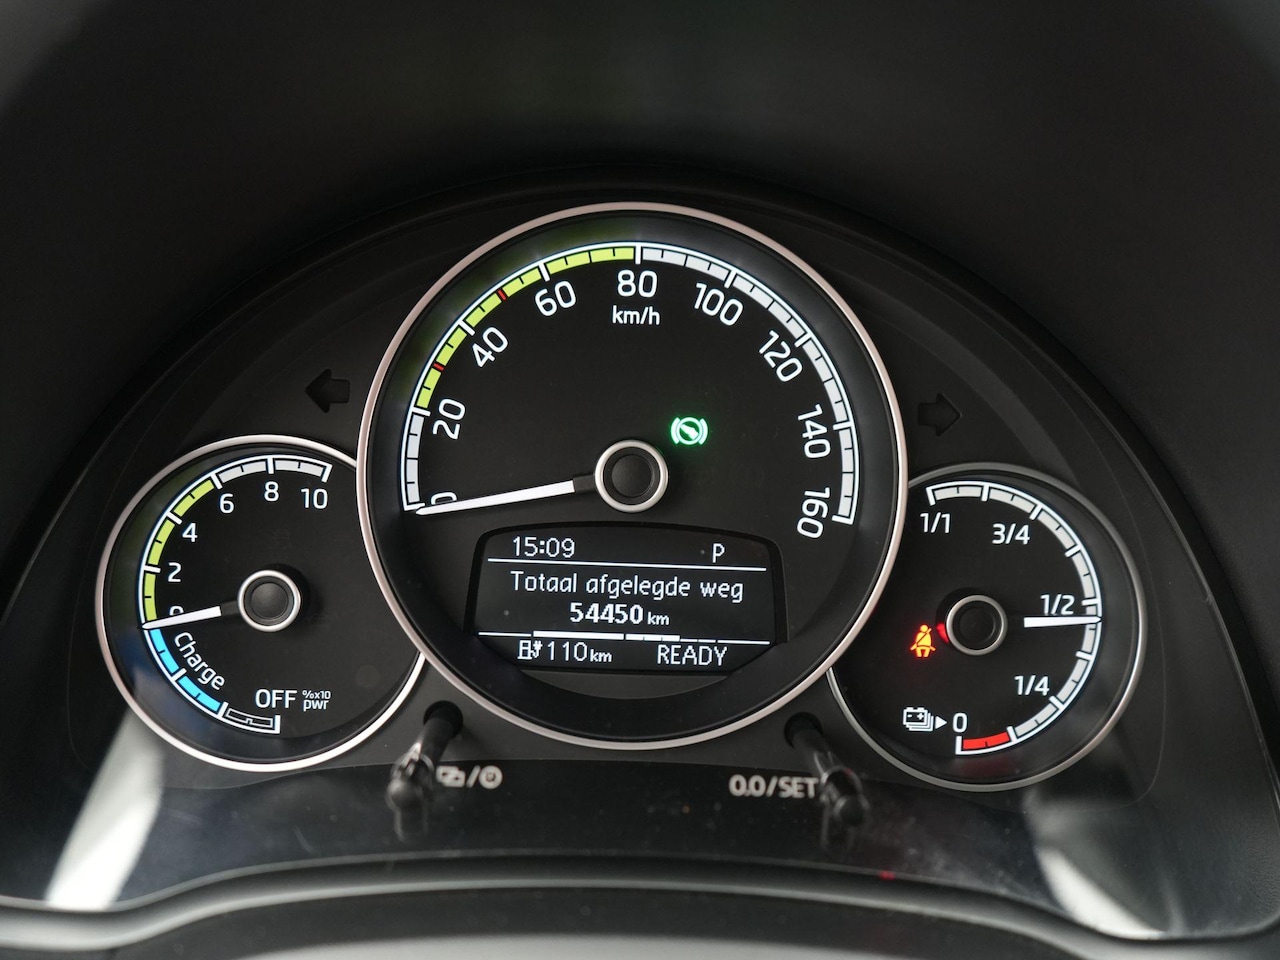 0
20
40
60
80
100
120
140
160
km/h
0
2
4
6
8
10
Charge
OFF %x10
pwr
15:09 P
Totaal afgelegde weg
54450 km
110 km READY
1/1
3/4
1/2
1/4
0
0.0/SET